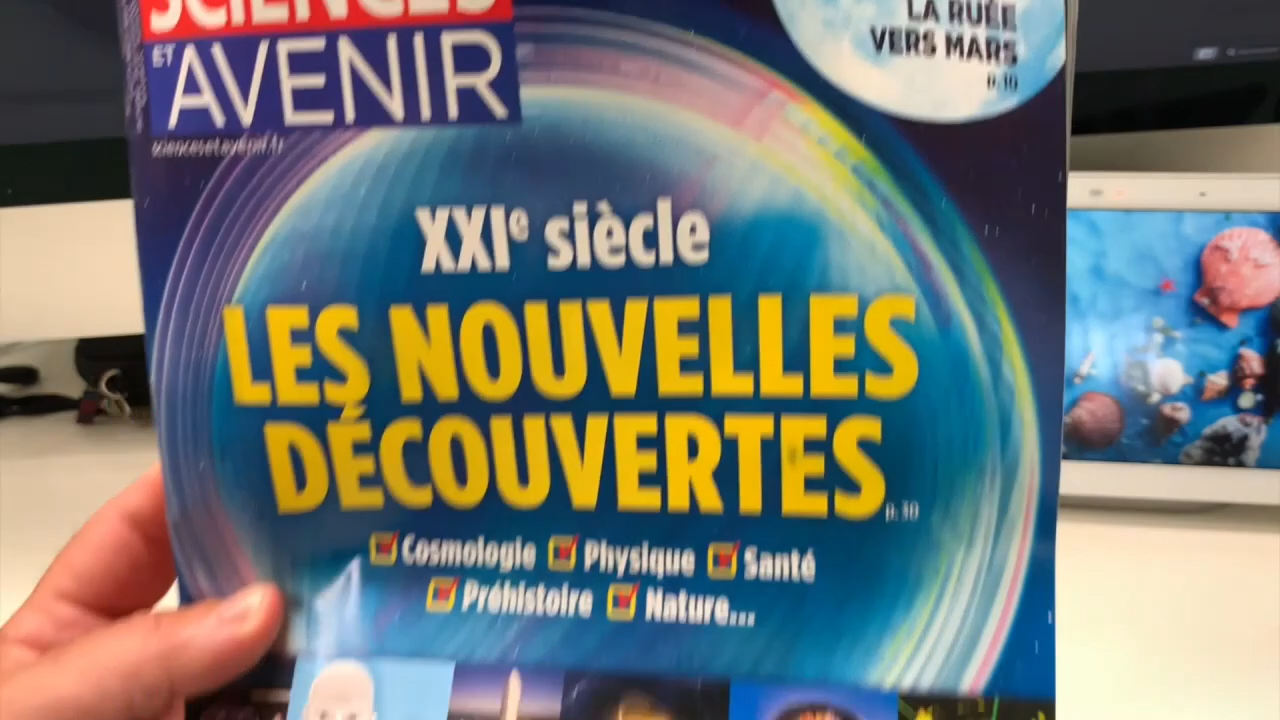 SCIENCES
ET AVENIR
sciencesetavenir.fr
LA RUÉE
VERS MARS
p.10
XXIe siècle
LES NOUVELLES
DÉCOUVERTES
p.30
Cosmologie Physique Santé
Préhistoire Nature...